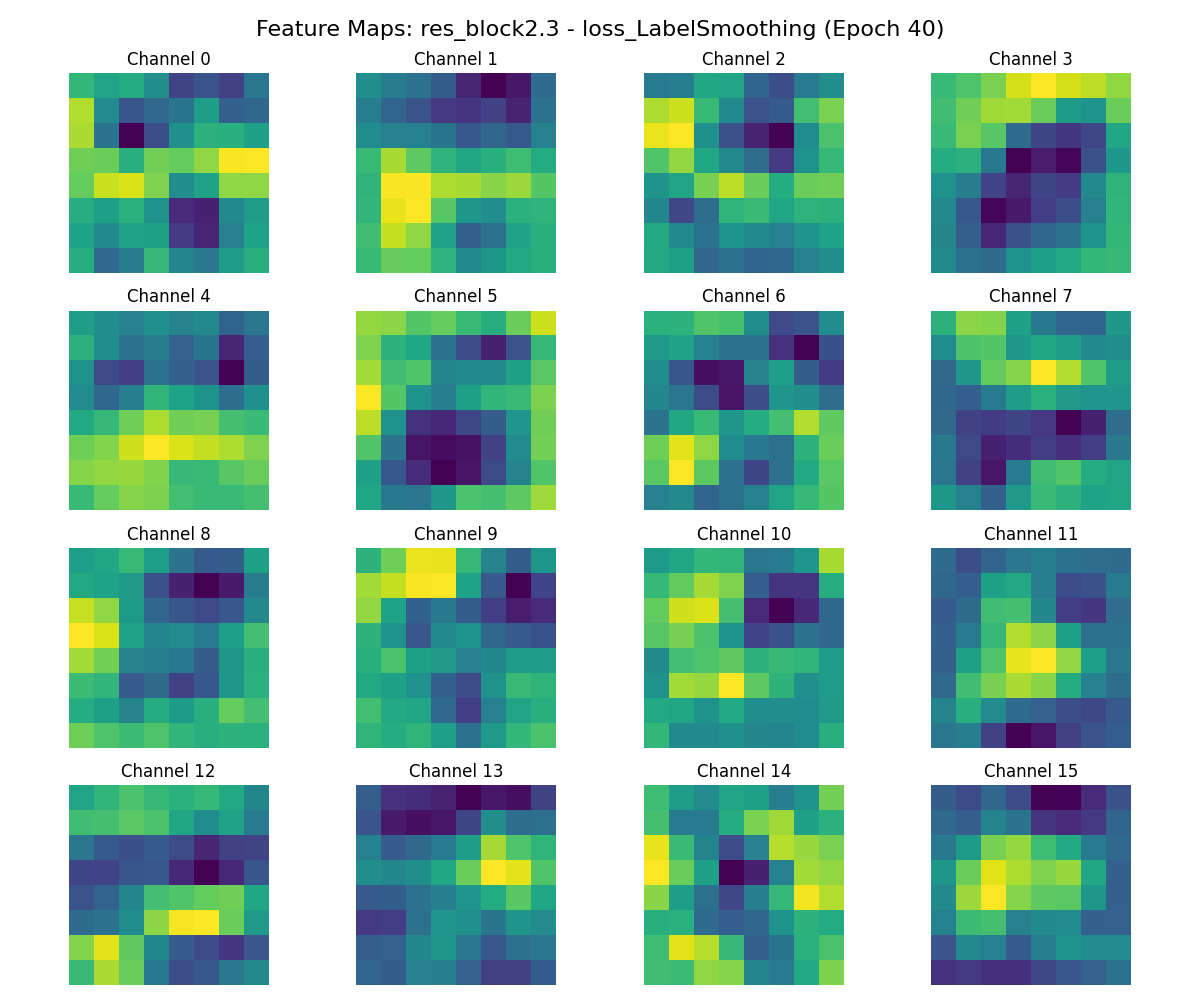 Feature Maps: res_block2.3 - loss_LabelSmoothing (Epoch 40)
Channel 0
Channel 1
Channel 2
Channel 3
Channel 4
Channel 5
Channel 6
Channel 7
Channel 8
Channel 9
Channel 10
Channel 11
Channel 12
Channel 13
Channel 14
Channel 15